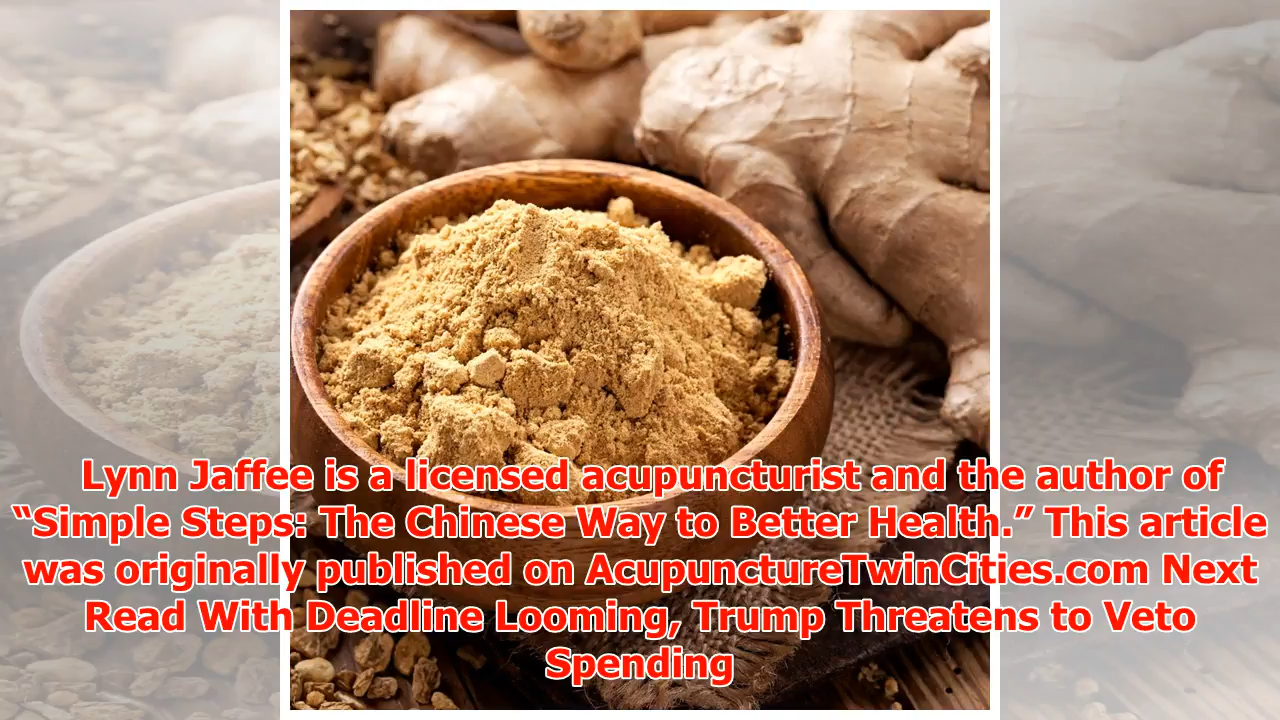 Lynn Jaffee is a licensed acupuncturist and the author of
“Simple Steps: The Chinese Way to Better Health.” This article
was originally published on AcupunctureTwinCities.com Next
Read With Deadline Looming, Trump Threatens to Veto
Spending